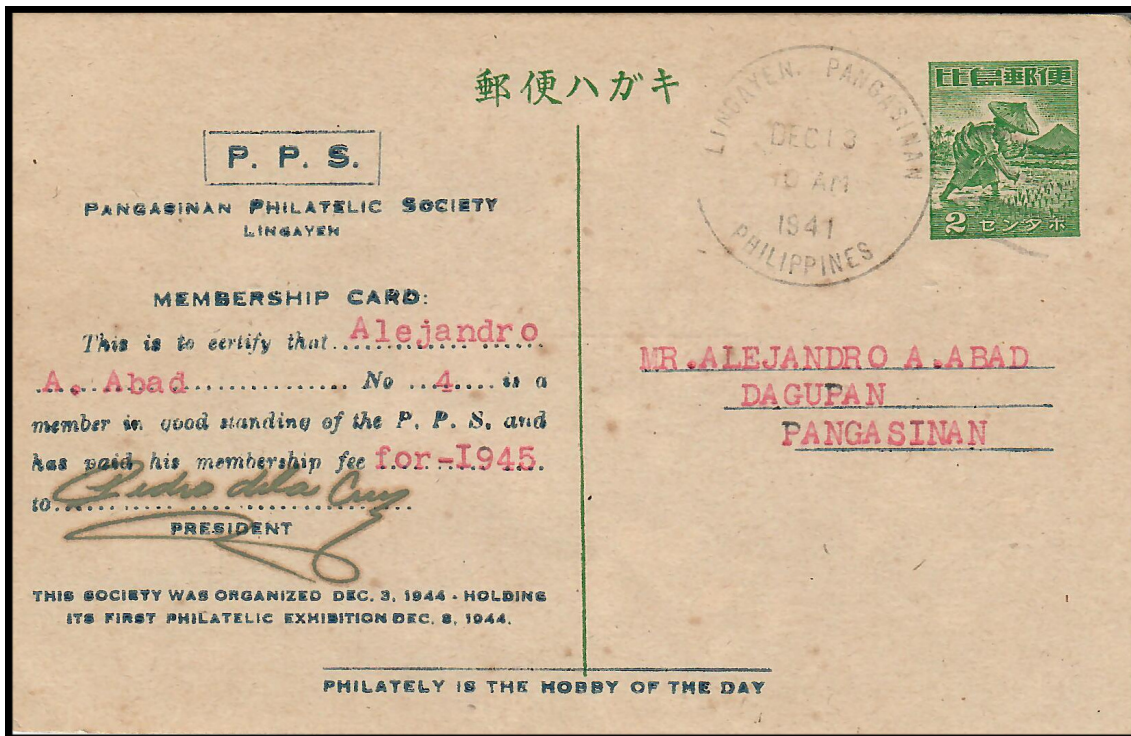 郵便ハガキ
P. P. S.
PANGASINAN PHILATELIC SOCIETY
LINGAYEN
MEMBERSHIP CARD:
This is to certify that Alejandro
A. Abad No 4 is a
member in good standing of the P. P. S. and
has paid his membership fee for-I945.
to
Pedro dela Cruz
PRESIDENT
THIS SOCIETY WAS ORGANIZED DEC. 3, 1944 - HOLDING
ITS FIRST PHILATELIC EXHIBITION DEC. 8, 1944.
PHILATELY IS THE HOBBY OF THE DAY
LINGAYEN, PANGASINAN
DEC 13
10 AM
1941
PHILIPPINES
比島郵便
2 センタボ
MR.ALEJANDRO A.ABAD
DAGUPAN
PANGASINAN